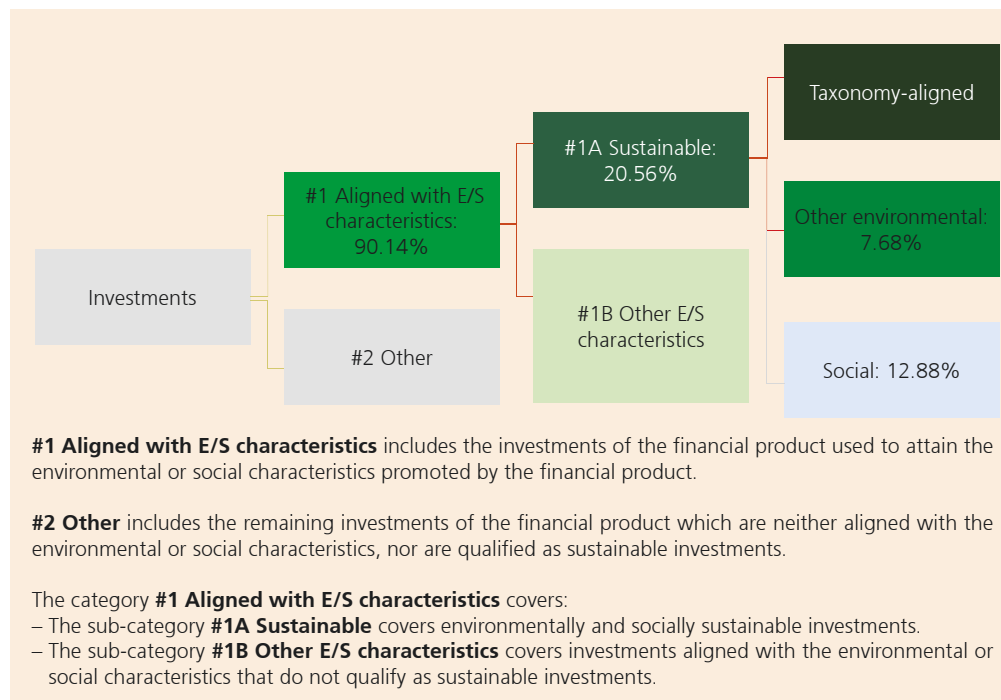 Taxonomy-aligned
#1A Sustainable:
20.56%
#1 Aligned with E/S
characteristics:
90.14%
Other environmental:
7.68%
Investments
#1B Other E/S
characteristics
#2 Other
Social: 12.88%
#1 Aligned with E/S characteristics includes the investments of the financial product used to attain the
environmental or social characteristics promoted by the financial product.
#2 Other includes the remaining investments of the financial product which are neither aligned with the
environmental or social characteristics, nor are qualified as sustainable investments.
The category #1 Aligned with E/S characteristics covers:
– The sub-category #1A Sustainable covers environmentally and socially sustainable investments.
– The sub-category #1B Other E/S characteristics covers investments aligned with the environmental or
social characteristics that do not qualify as sustainable investments.